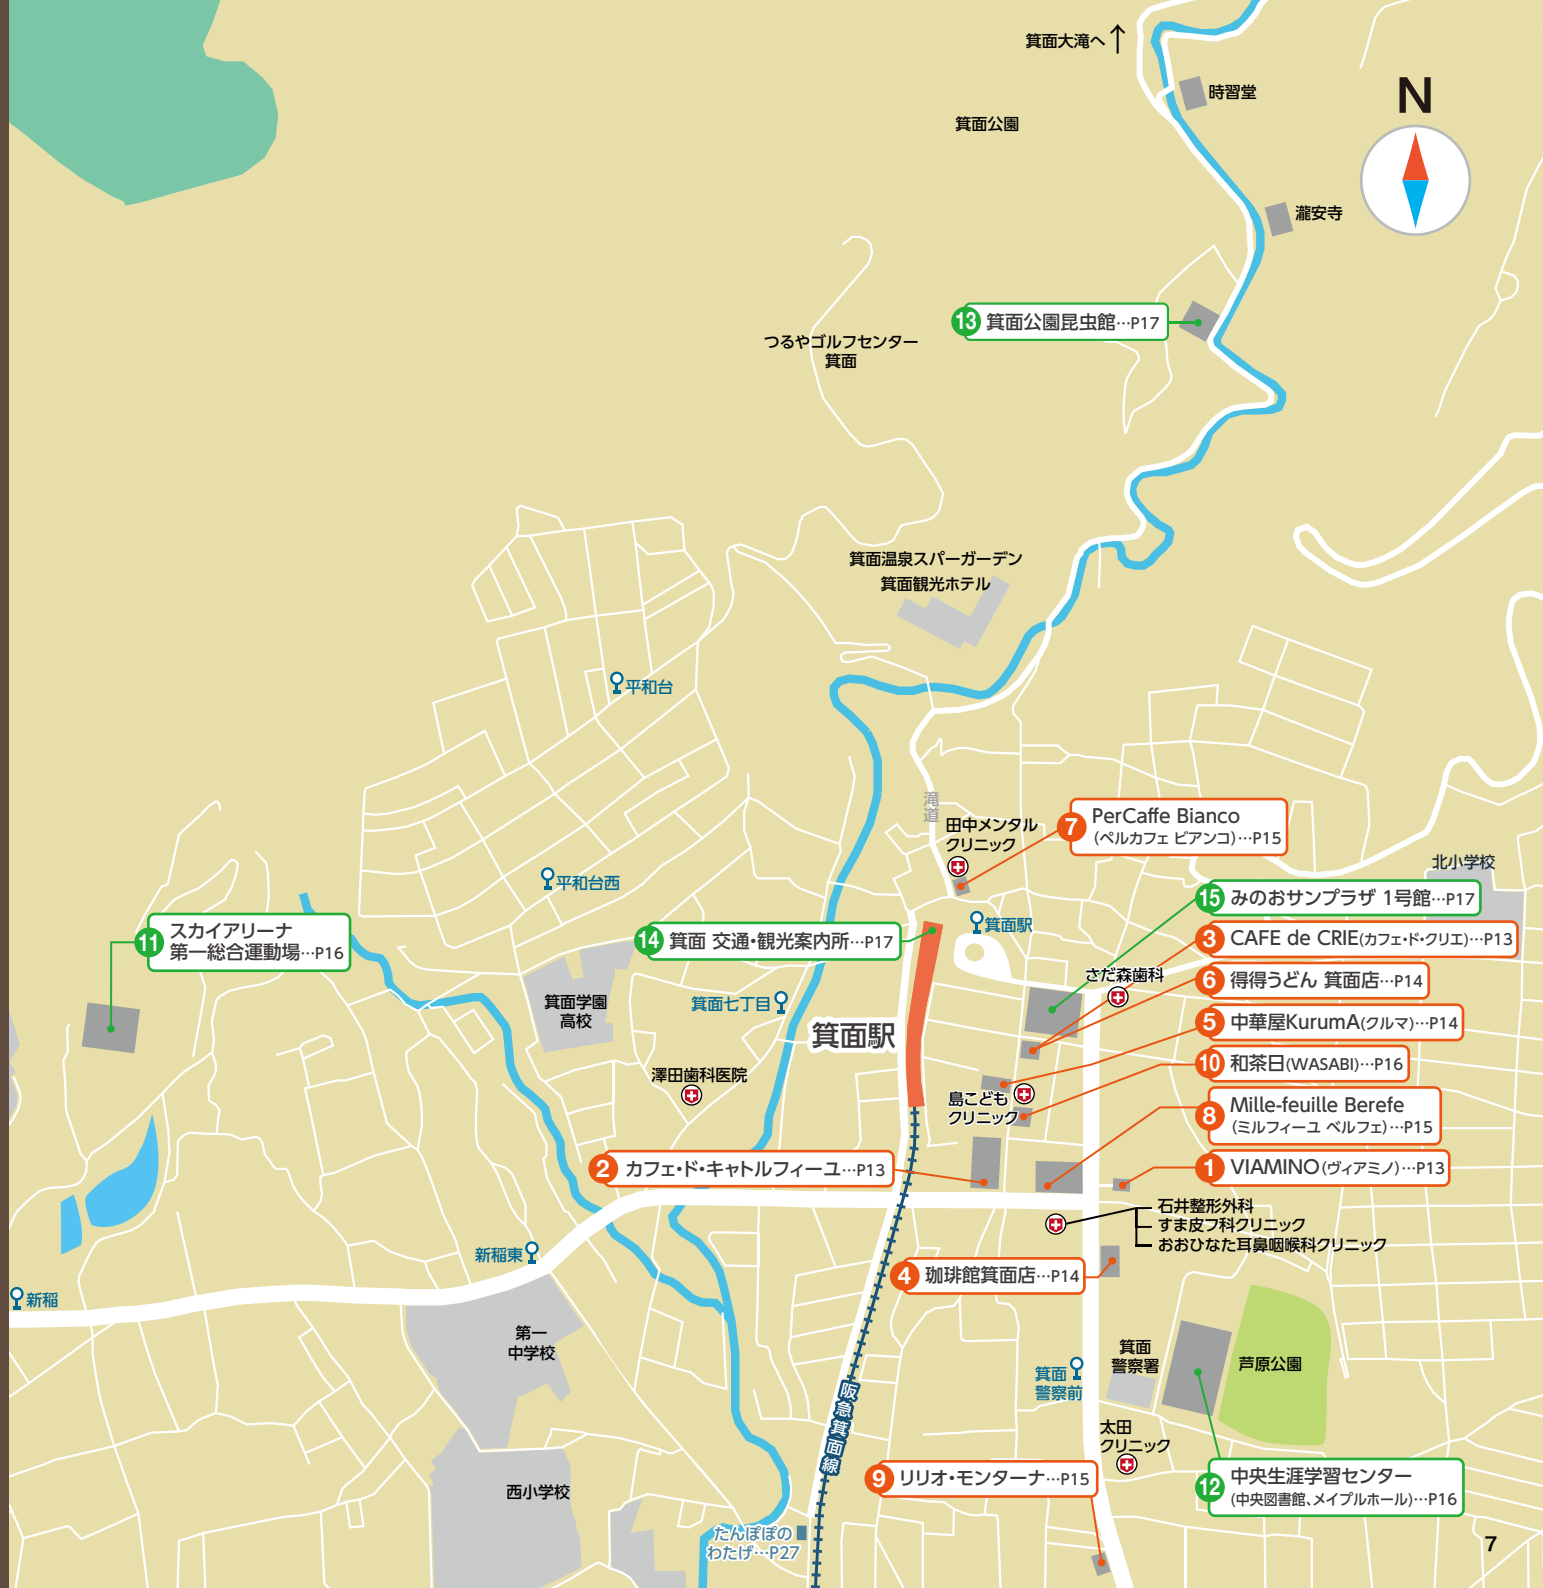 箕面大滝へ
時習堂
N
箕面公園
瀧安寺
13 箕面公園昆虫館…P17
つるやゴルフセンター
箕面
箕面温泉スパーガーデン
箕面観光ホテル
平和台
滝道
田中メンタル
クリニック
7 PerCaffe Bianco
(ペルカフェ ビアンコ)…P15
北小学校
平和台西
15 みのおサンプラザ 1号館…P17
11 スカイアリーナ
第一総合運動場…P16
14 箕面 交通・観光案内所…P17
箕面駅
3 CAFE de CRIE(カフェ・ド・クリエ)…P13
さだ森歯科
6 得得うどん 箕面店…P14
箕面学園
高校
箕面七丁目
箕面駅
5 中華屋KurumA(クルマ)…P14
澤田歯科医院
10 和茶日(WASABI)…P16
島こども
クリニック
8 Mille-feuille Berefe
(ミルフィーユ ベルフェ)…P15
2 カフェ・ド・キャトルフィーユ…P13
1 VIAMINO(ヴィアミノ)…P13
石井整形外科
すま皮フ科クリニック
おおひなた耳鼻咽喉科クリニック
新稲東
4 珈琲館箕面店…P14
新稲
第一
中学校
箕面
警察署
芦原公園
箕面
警察前
阪急箕面線
太田
クリニック
9 リリオ・モンターナ…P15
12 中央生涯学習センター
(中央図書館、メイプルホール)…P16
西小学校
たんぽぽの
わたげ…P27
7